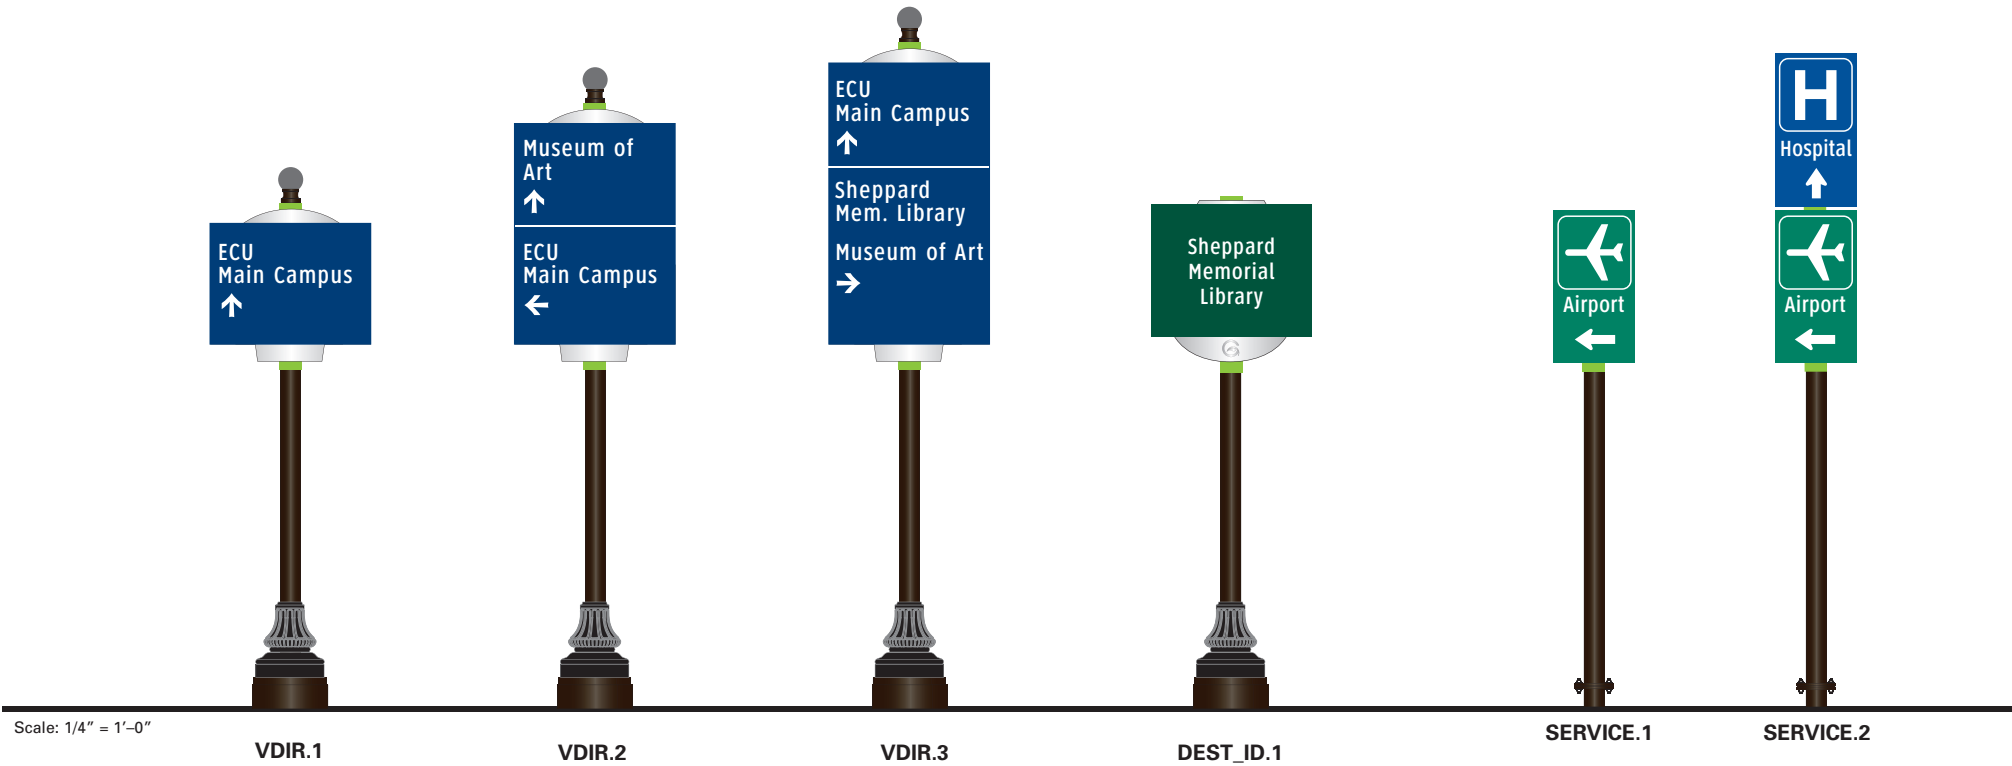 ECU
Main Campus
Museum of
Art
ECU
Main Campus
ECU
Main Campus
Sheppard
Mem. Library
Museum of Art
Sheppard
Memorial
Library
G
Airport
H
Hospital
Airport
Scale: 1/4” = 1’–0”
VDIR.1
VDIR.2
VDIR.3
DEST_ID.1
SERVICE.1
SERVICE.2